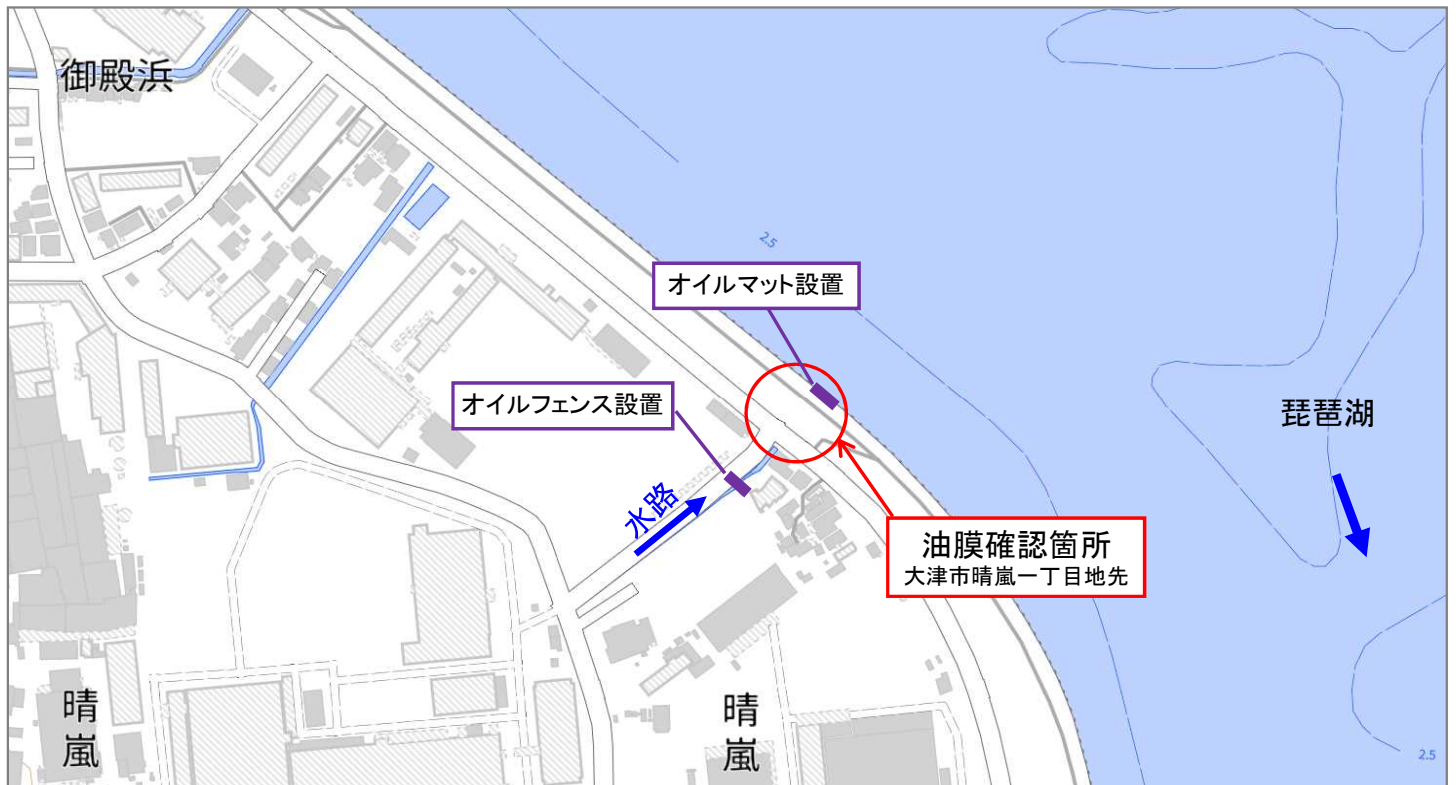 御殿浜
2.5
オイルマット設置
オイルフェンス設置
琵琶湖
水路
油膜確認箇所
大津市晴嵐一丁目地先
晴嵐
晴嵐
2.5